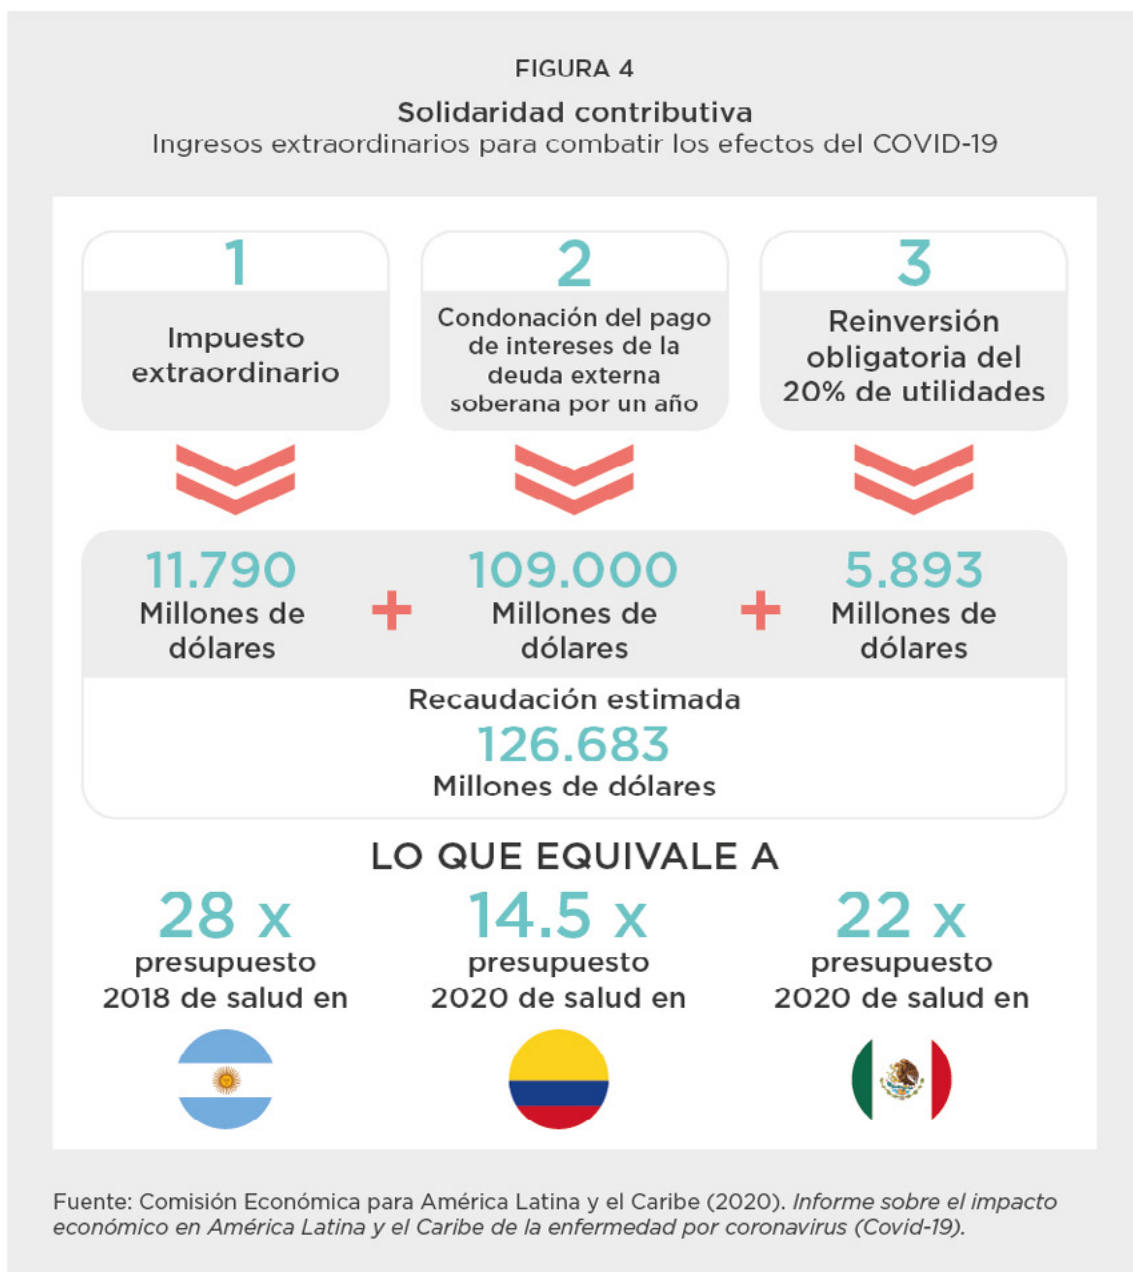 FIGURA 4
Solidaridad contributiva
Ingresos extraordinarios para combatir los efectos del COVID-19
1
Impuesto
extraordinario
2
Condonación del pago
de intereses de la
deuda externa
soberana por un año
3
Reinversión
obligatoria del
20% de utilidades
11.790
Millones de
dólares
+
109.000
Millones de
dólares
+
5.893
Millones de
dólares
Recaudación estimada
126.683
Millones de dólares
LO QUE EQUIVALE A
28 x
presupuesto
2018 de salud en
14.5 x
presupuesto
2020 de salud en
22 x
presupuesto
2020 de salud en
Fuente: Comisión Económica para América Latina y el Caribe (2020). Informe sobre el impacto
económico en América Latina y el Caribe de la enfermedad por coronavirus (Covid-19).